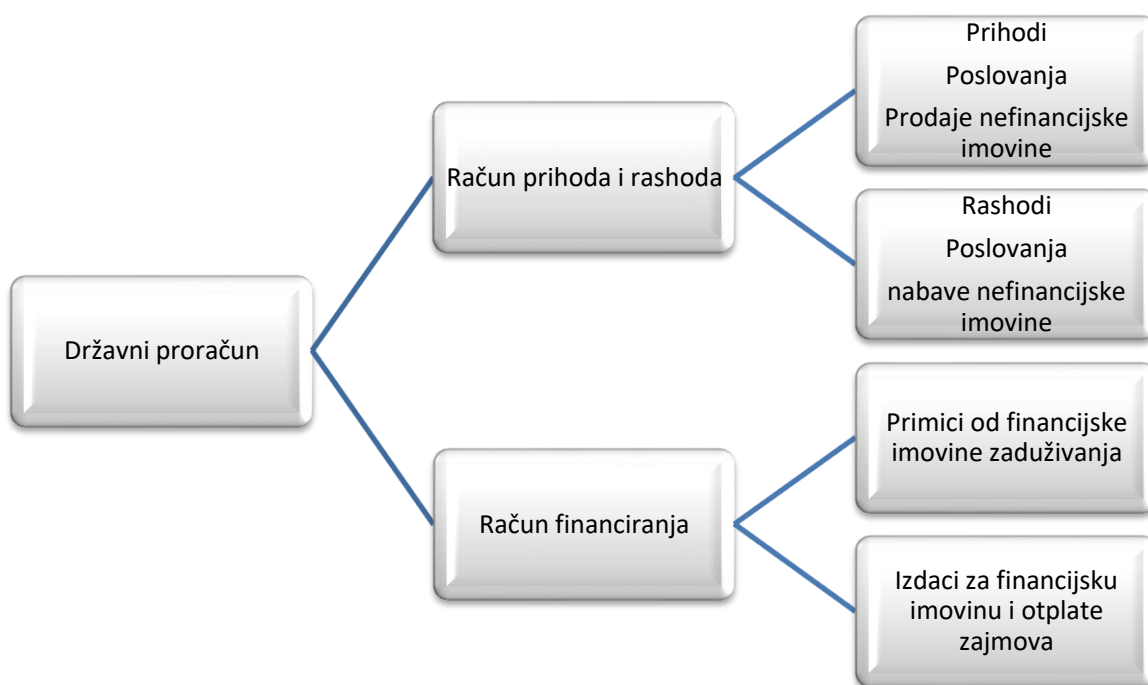 Državni proračun
Račun prihoda i rashoda
Prihodi
Poslovanja
Prodaje nefinancijske
imovine
Rashodi
Poslovanja
nabave nefinancijske
imovine
Račun financiranja
Primici od financijske
imovine zaduživanja
Izdaci za financijsku
imovinu i otplate
zajmova